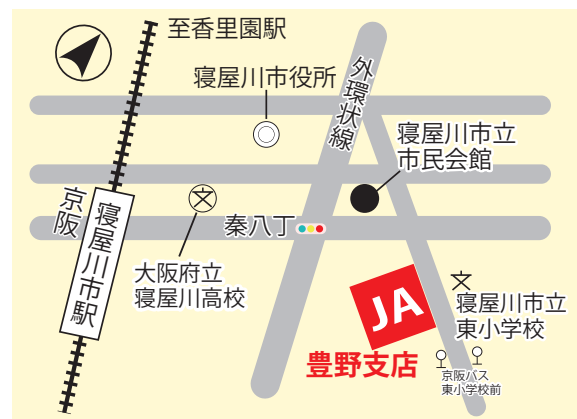 至香里園駅
寝屋川市役所
外環状線
寝屋川市立
市民会館
京阪
寝屋川市駅
文
秦八丁
大阪府立
寝屋川高校
JA
豊野支店
文
寝屋川市立
東小学校
京阪バス
東小学校前